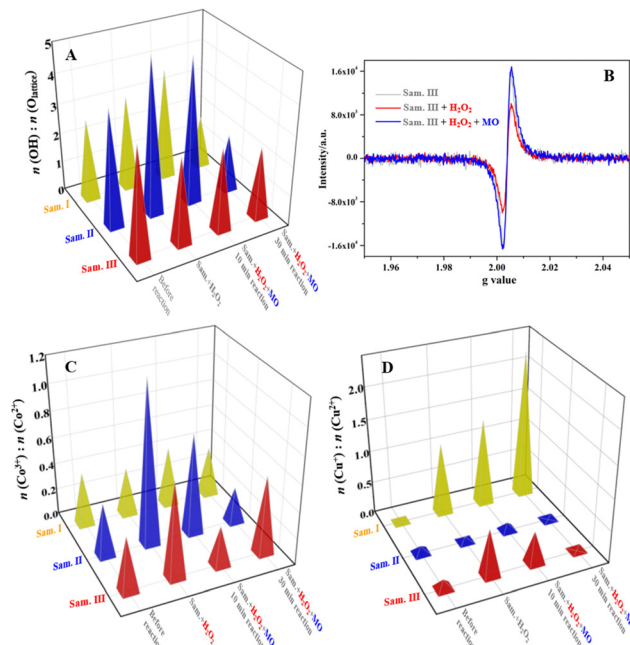 A
n (OH) : n (Olattice)
5
4
3
2
1
0
Sam. I
Sam. II
Sam. III
Before
reaction
Sam.+H₂O₂
Sam.+H₂O₂+MO
10 min reaction
Sam.+H₂O₂+MO
30 min reaction
B
Intensity/a.u.
1.6x10⁴
8.0x10³
0.0
-8.0x10³
-1.6x10⁴
Sam. III
Sam. III + H₂O₂
Sam. III + H₂O₂ + MO
1.96 1.98 2.00 2.02 2.04
g value
C
n (Co³⁺) : n (Co²⁺)
1.2
1.0
0.8
0.6
0.4
0.2
0.0
Sam. I
Sam. II
Sam. III
Before
reaction
Sam.+H₂O₂
Sam.+H₂O₂+MO
10 min reaction
Sam.+H₂O₂+MO
30 min reaction
D
n (Cu⁺) : n (Cu²⁺)
2.0
1.5
1.0
0.5
0.0
Sam. I
Sam. II
Sam. III
Before
reaction
Sam.+H₂O₂
Sam.+H₂O₂+MO
10 min reaction
Sam.+H₂O₂+MO
30 min reaction